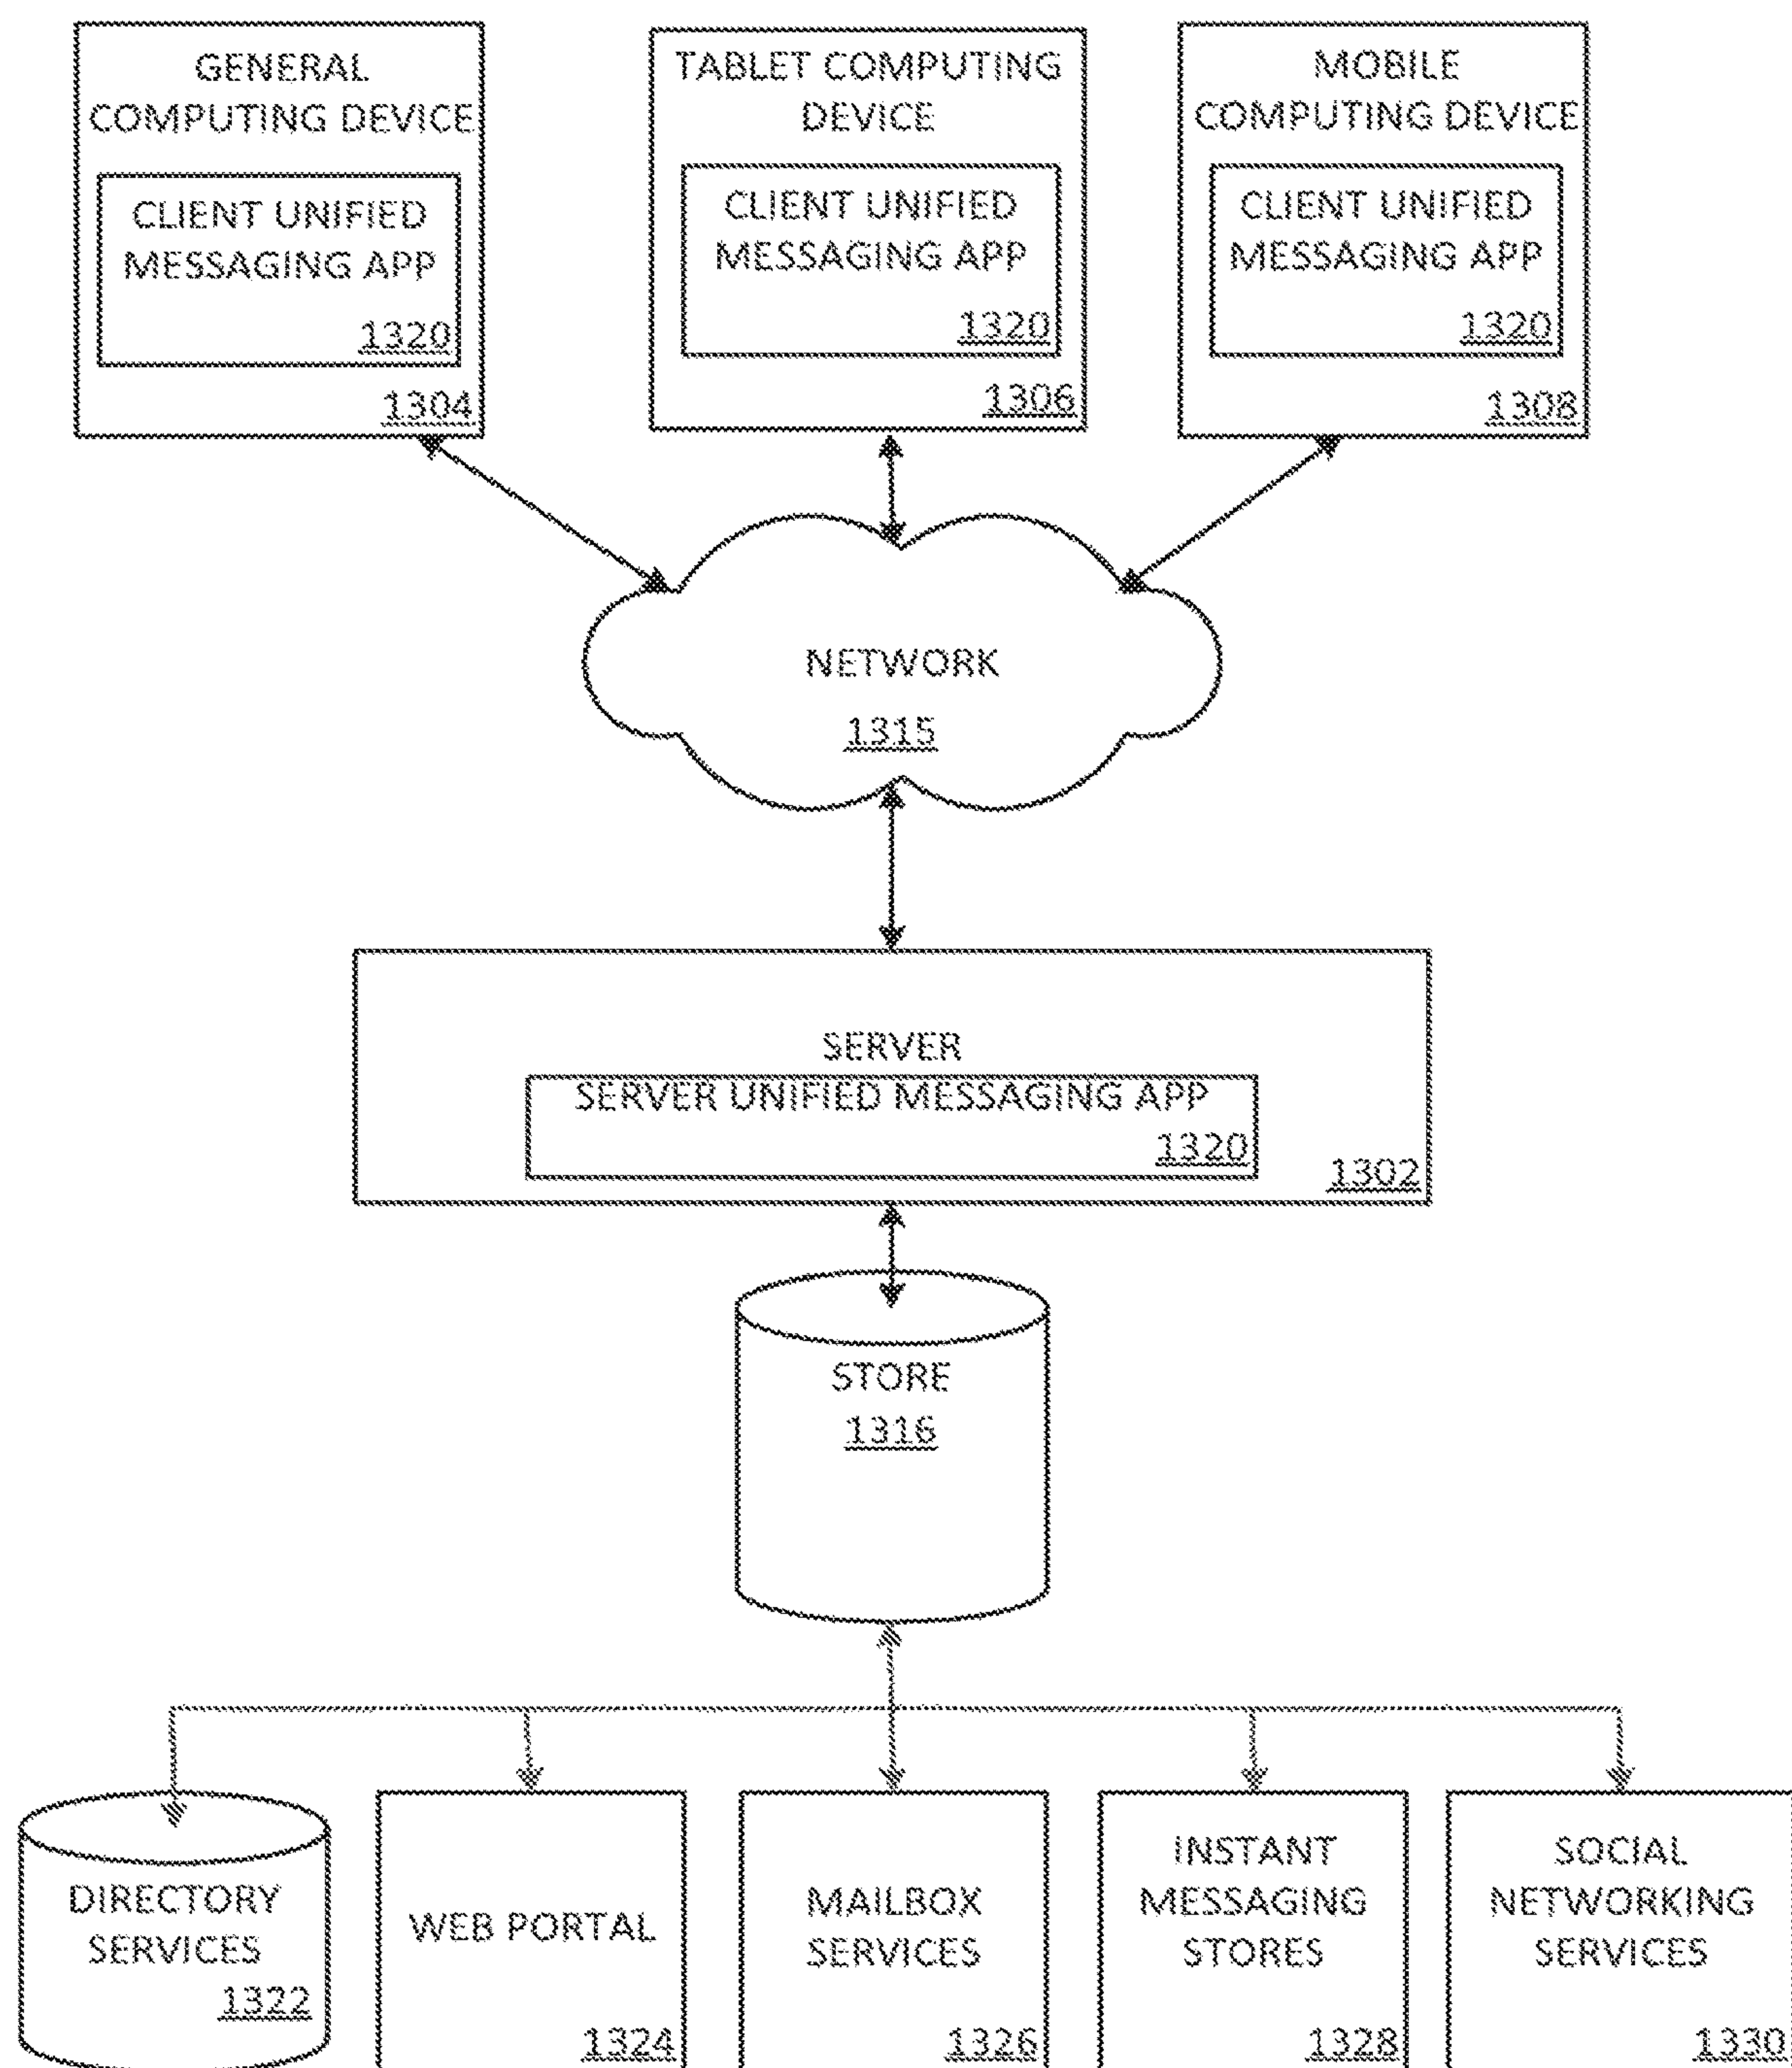 GENERAL
COMPUTING DEVICE
CLIENT UNIFIED
MESSAGING APP
1320
1304
TABLET COMPUTING
DEVICE
CLIENT UNIFIED
MESSAGING APP
1320
1306
MOBILE
COMPUTING DEVICE
CLIENT UNIFIED
MESSAGING APP
1320
1308
NETWORK
1315
SERVER
SERVER UNIFIED MESSAGING APP
1320
1302
STORE
1316
DIRECTORY
SERVICES
1322
WEB PORTAL
1324
MAILBOX
SERVICES
1326
INSTANT
MESSAGING
STORES
1328
SOCIAL
NETWORKING
SERVICES
1330